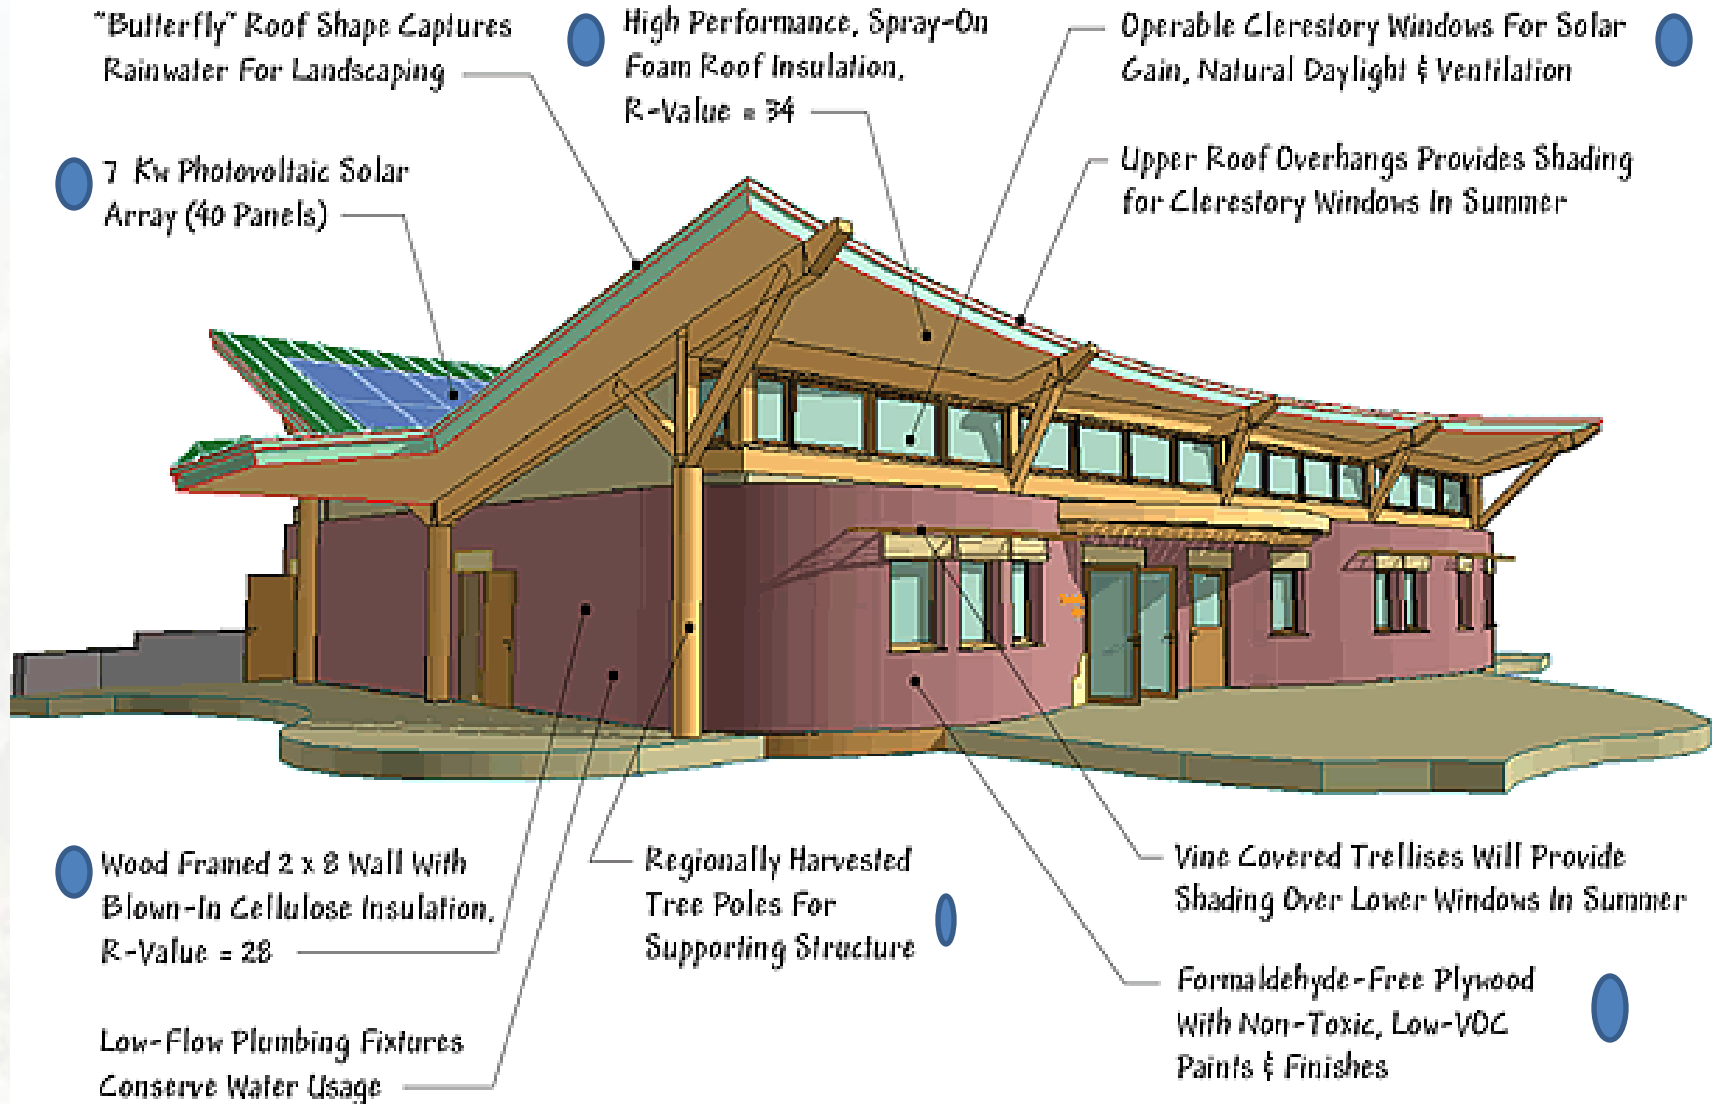 "Butterfly" Roof Shape Captures
Rainwater For Landscaping
High Performance, Spray-On
Foam Roof Insulation,
R-Value = 34
Operable Clerestory Windows For Solar
Gain, Natural Daylight & Ventilation
7 Kw Photovoltaic Solar
Array (40 Panels)
Upper Roof Overhangs Provides Shading
for Clerestory Windows In Summer
Wood Framed 2 x 8 Wall With
Blown-In Cellulose Insulation,
R-Value = 28
Regionally Harvested
Tree Poles For
Supporting Structure
Vine Covered Trellises Will Provide
Shading Over Lower Windows In Summer
Low-Flow Plumbing Fixtures
Conserve Water Usage
Formaldehyde-Free Plywood
With Non-Toxic, Low-VOC
Paints & Finishes